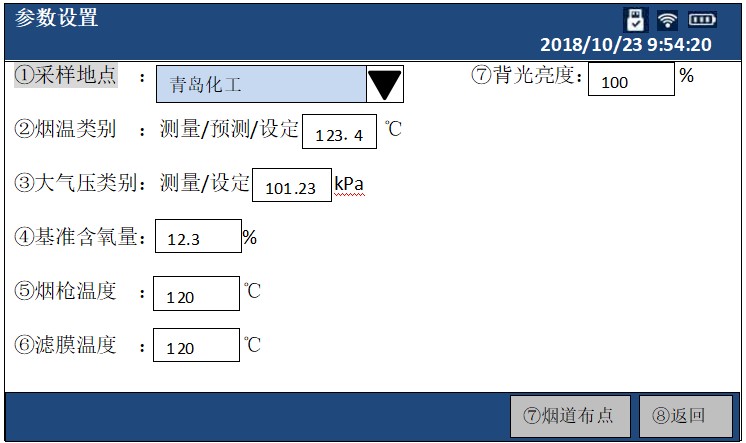 参数设置
2018/10/23 9:54:20
①采样地点 : 青岛化工 ⑦背光亮度: 100 %
②烟温类别 : 测量/预测/设定 123.4 ℃
③大气压类别: 测量/设定 101.23 kPa
④基准含氧量: 12.3 %
⑤烟枪温度 : 120 ℃
⑥滤膜温度 : 120 ℃
⑦烟道布点 ⑧返回